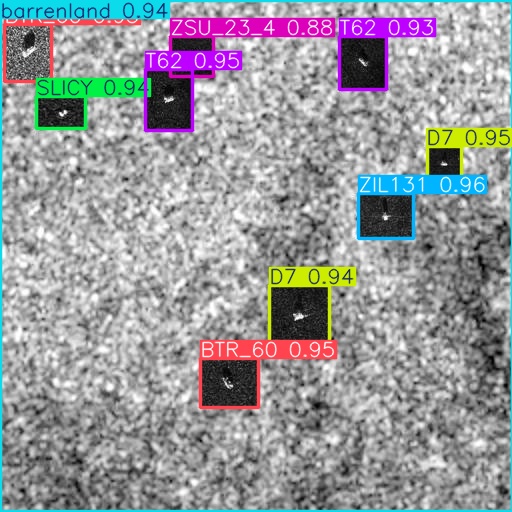 barrenland 0.94
BTR_60
ZSU_23_4 0.88
T62 0.93
T62 0.95
SLICY 0.94
D7 0.95
ZIL131 0.96
D7 0.94
BTR_60 0.95